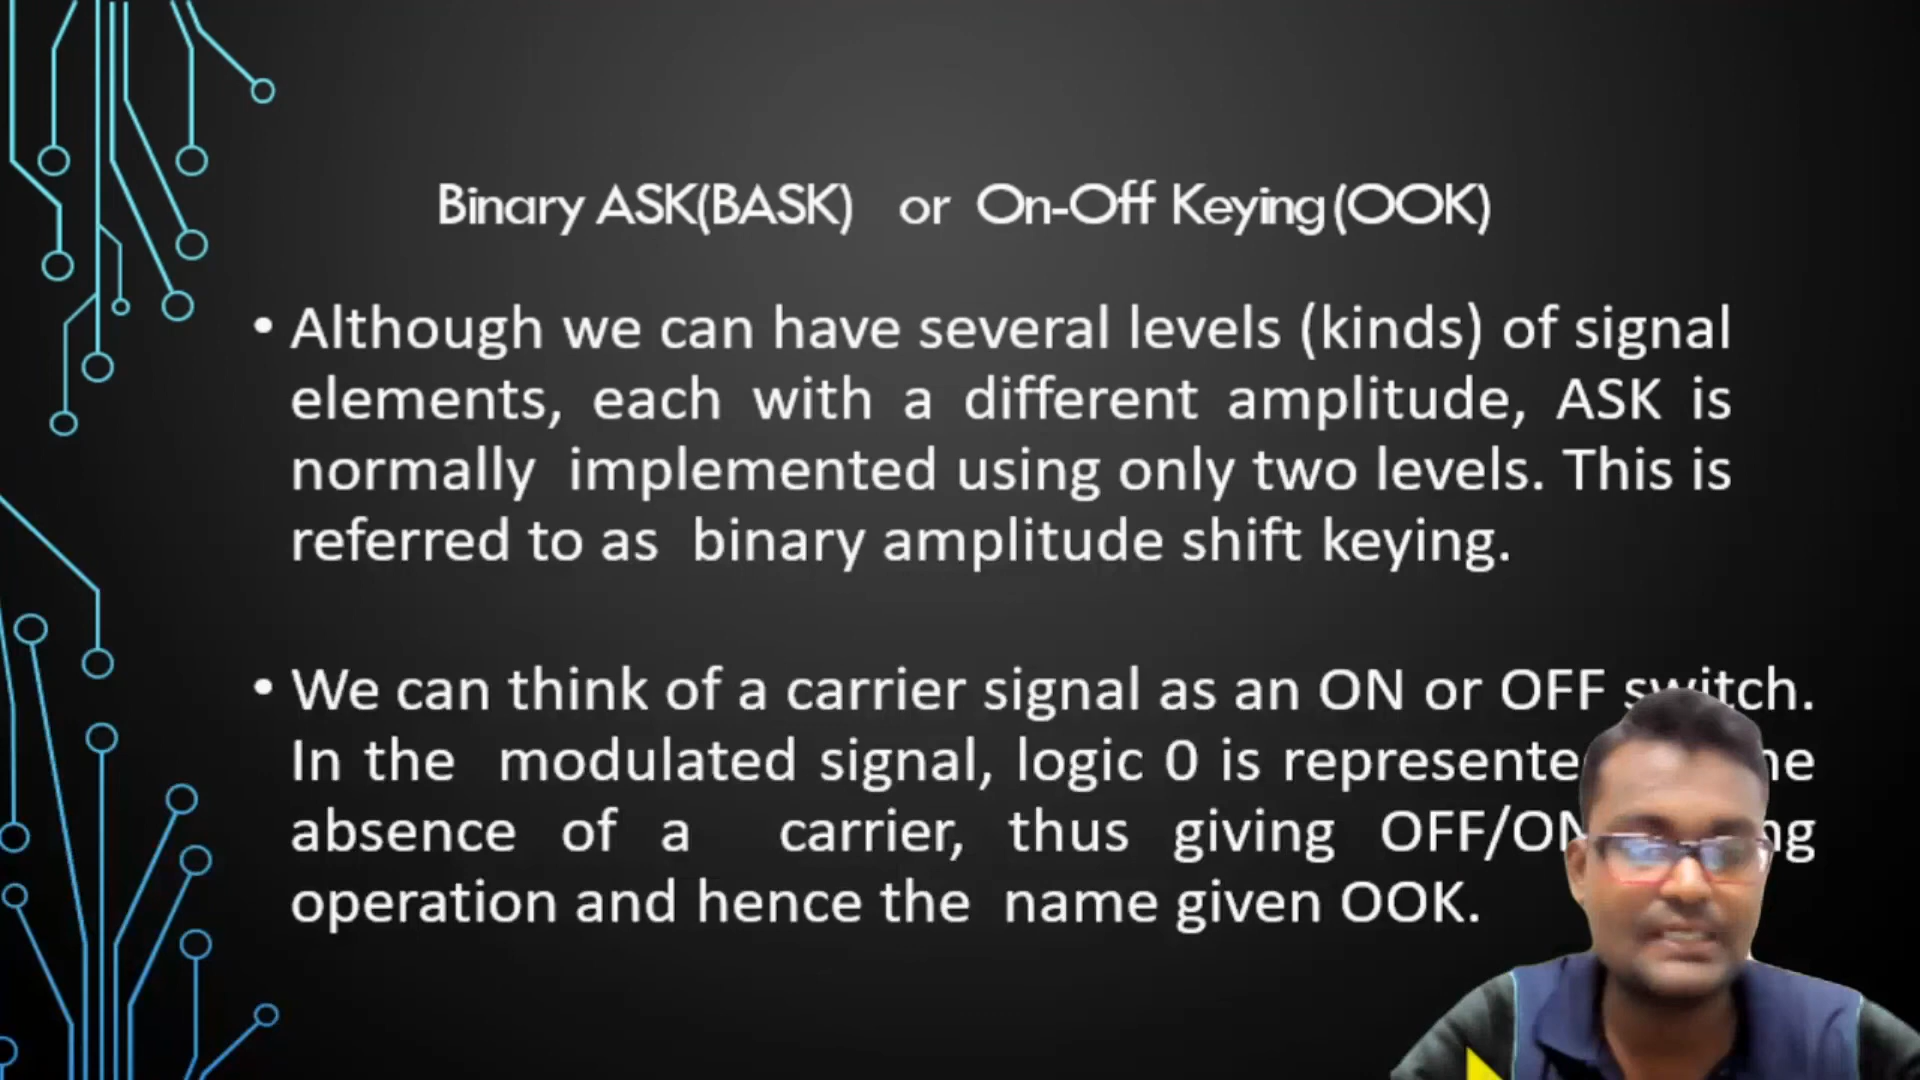 Binary ASK(BASK) or On-Off Keying(OOK)
• Although we can have several levels (kinds) of signal
elements, each with a different amplitude, ASK is
normally implemented using only two levels. This is
referred to as binary amplitude shift keying.
• We can think of a carrier signal as an ON or OFF switch.
In the modulated signal, logic 0 is
absence of a carrier, thus giving
operation and hence the name given OOK.